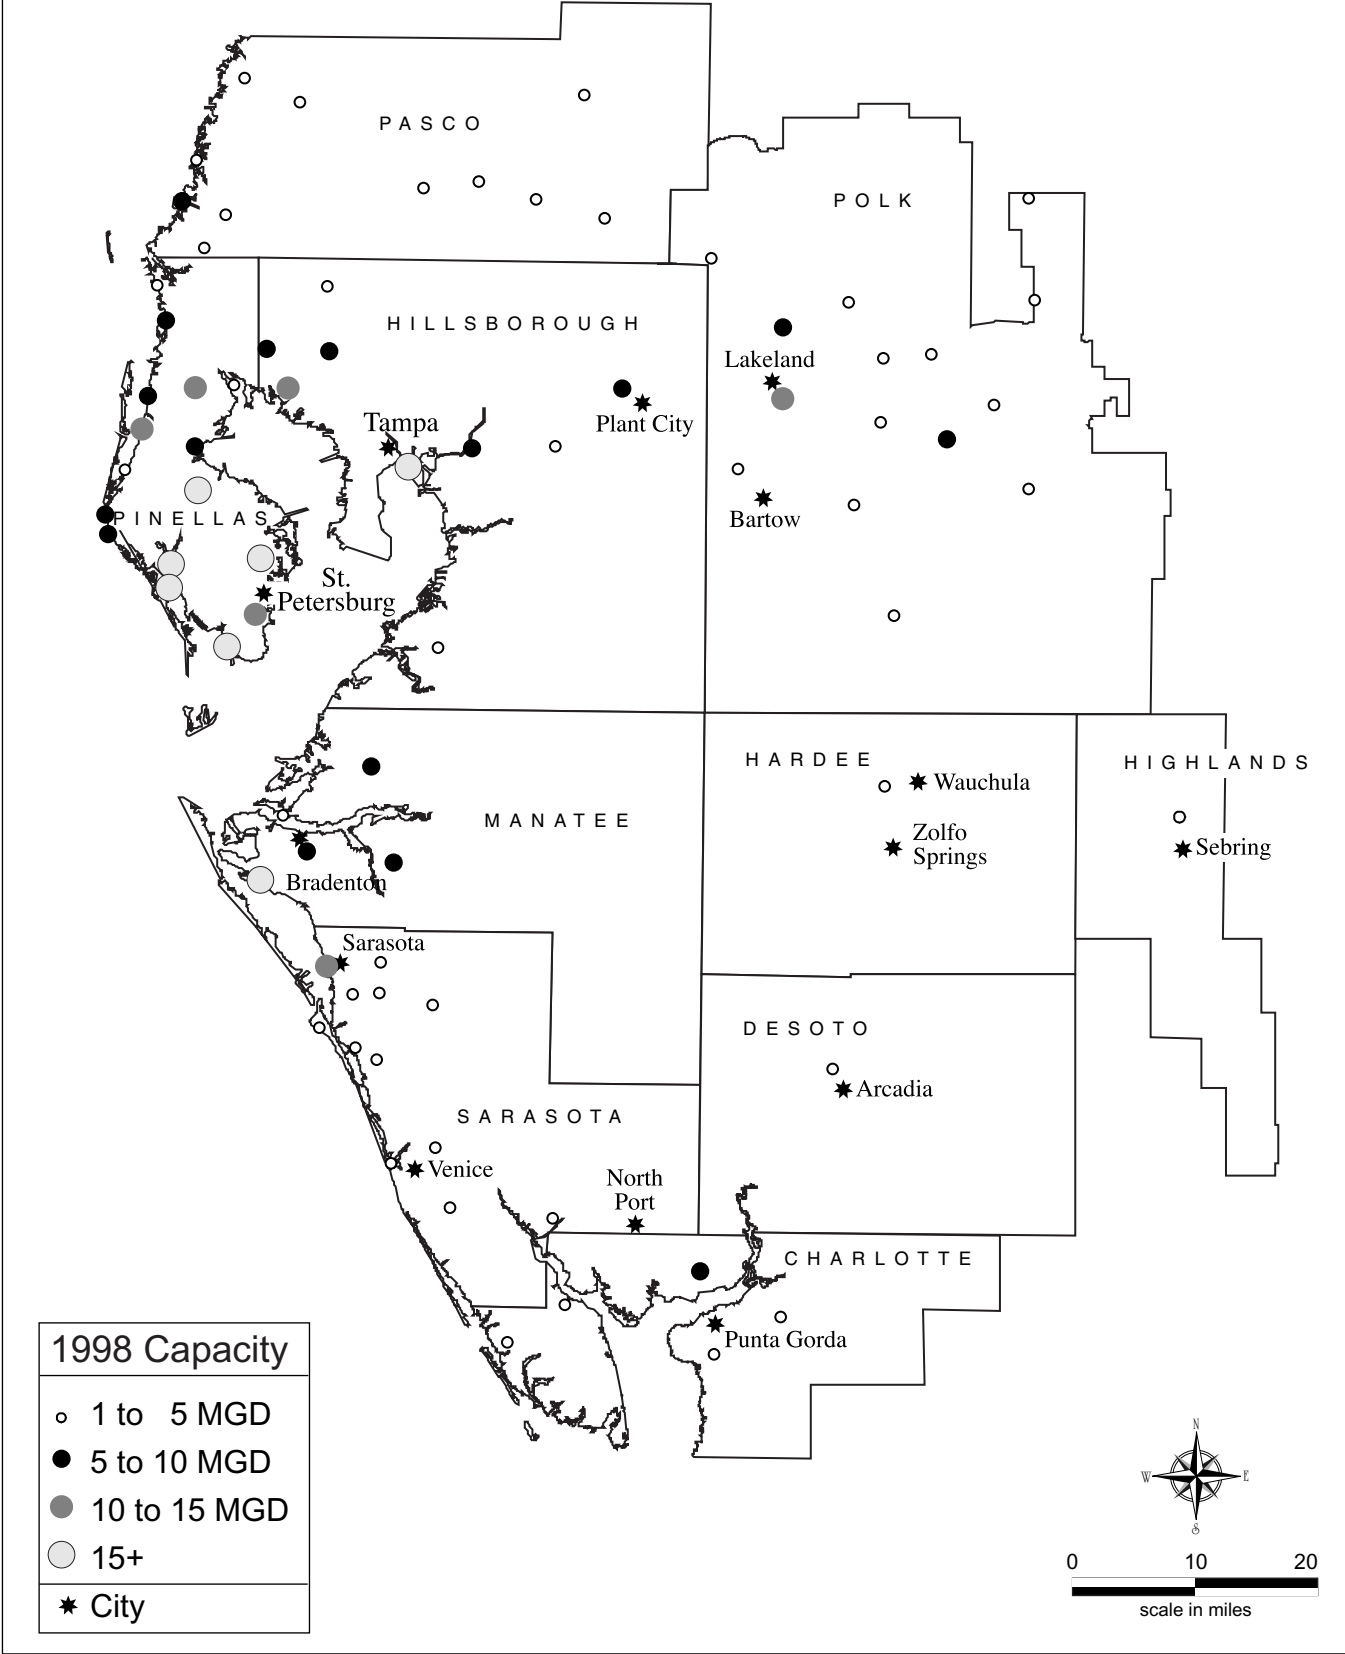 PASCO
POLK
HILLSBOROUGH
Lakeland
Tampa
Plant City
Bartow
PINELLAS
St.
Petersburg
HARDEE
HIGHLANDS
Wauchula
MANATEE
Zolfo
Springs
Sebring
Bradenton
Sarasota
DESOTO
Arcadia
SARASOTA
Venice
North
Port
CHARLOTTE
Punta Gorda
1998 Capacity
1 to 5 MGD
5 to 10 MGD
10 to 15 MGD
15+
City
N
W E
S
0 10 20
scale in miles